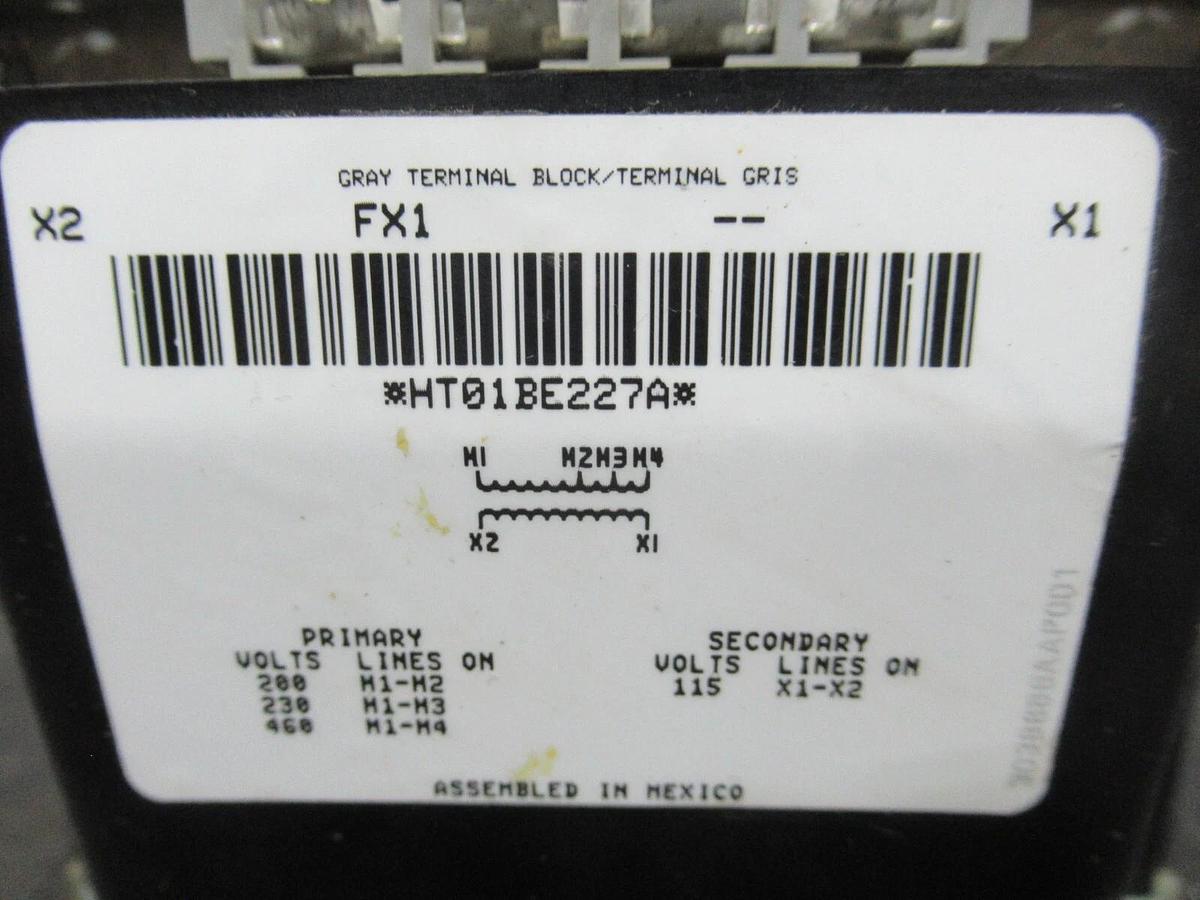 GRAY TERMINAL BLOCK/TERMINAL GRIS
X2 FX1 -- X1
*HT01BE227A*
H1 H2H3H4
X2 X1
PRIMARY
VOLTS LINES ON
200 H1-H2
230 H1-H3
460 H1-H4
SECONDARY
VOLTS LINES ON
115 X1-X2
ASSEMBLED IN MEXICO